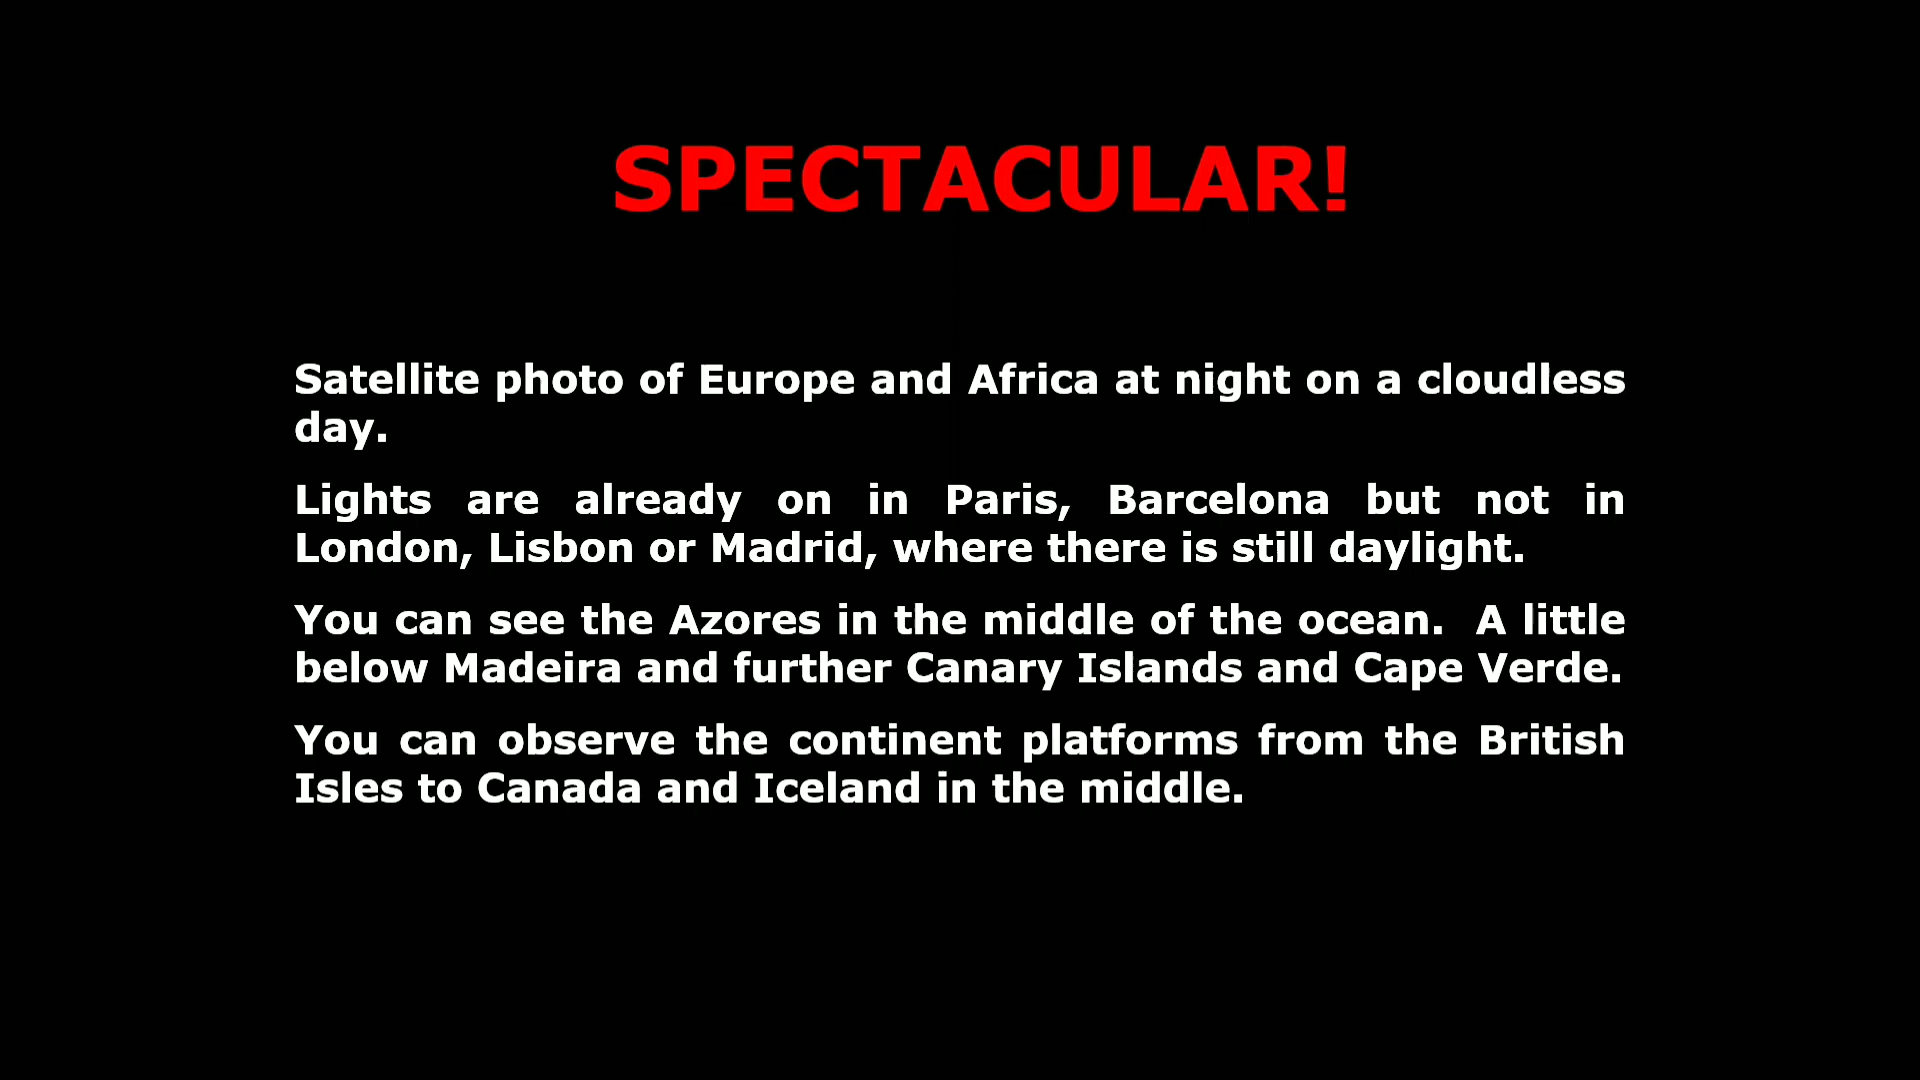 SPECTACULAR!
Satellite photo of Europe and Africa at night on a cloudless
day.
Lights are already on in Paris, Barcelona but not in
London, Lisbon or Madrid, where there is still daylight.
You can see the Azores in the middle of the ocean.  A little
below Madeira and further Canary Islands and Cape Verde.
You can observe the continent platforms from the British
Isles to Canada and Iceland in the middle.